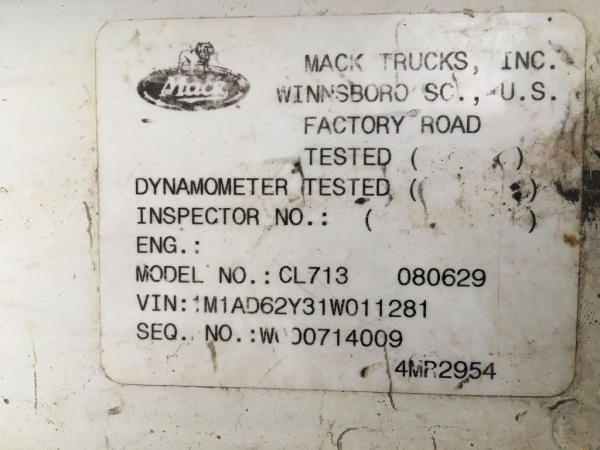 Mack
MACK TRUCKS, INC.
WINNSBORO SC., U.S.
FACTORY ROAD
TESTED ( )
DYNAMOMETER TESTED ( )
INSPECTOR NO.: ( )
ENG.:
MODEL NO.: CL713 080629
VIN:1M1AD62Y31W011281
SEQ. NO.:
4MR2954